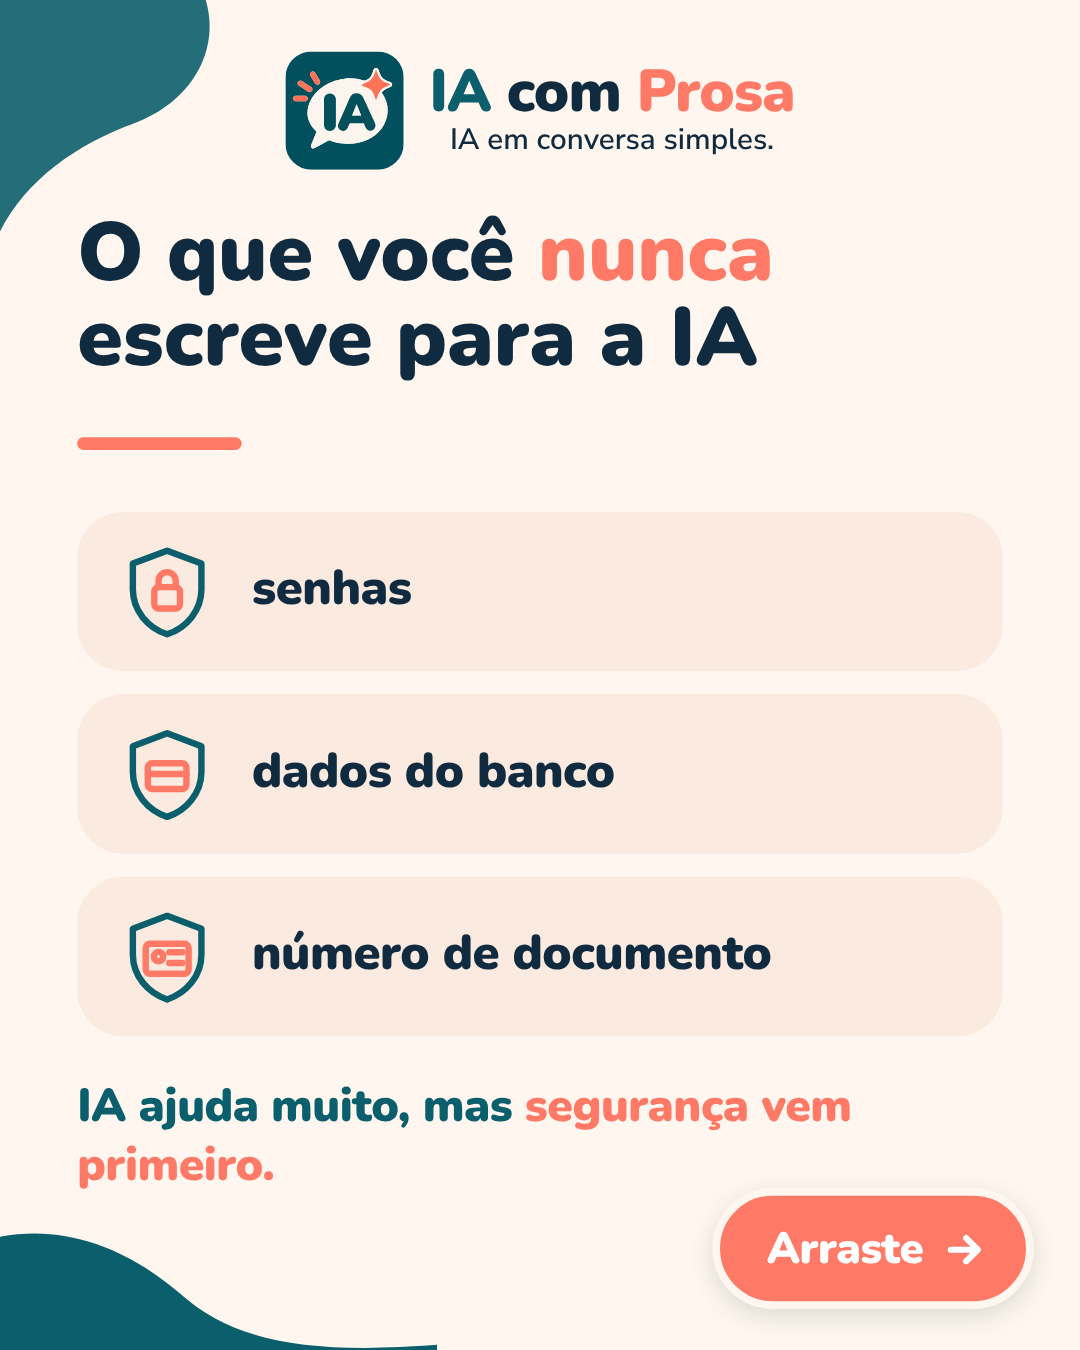 IA
IA com Prosa
IA em conversa simples.
O que você nunca
escreve para a IA
senhas
dados do banco
número de documento
IA ajuda muito, mas segurança vem
primeiro.
Arraste →